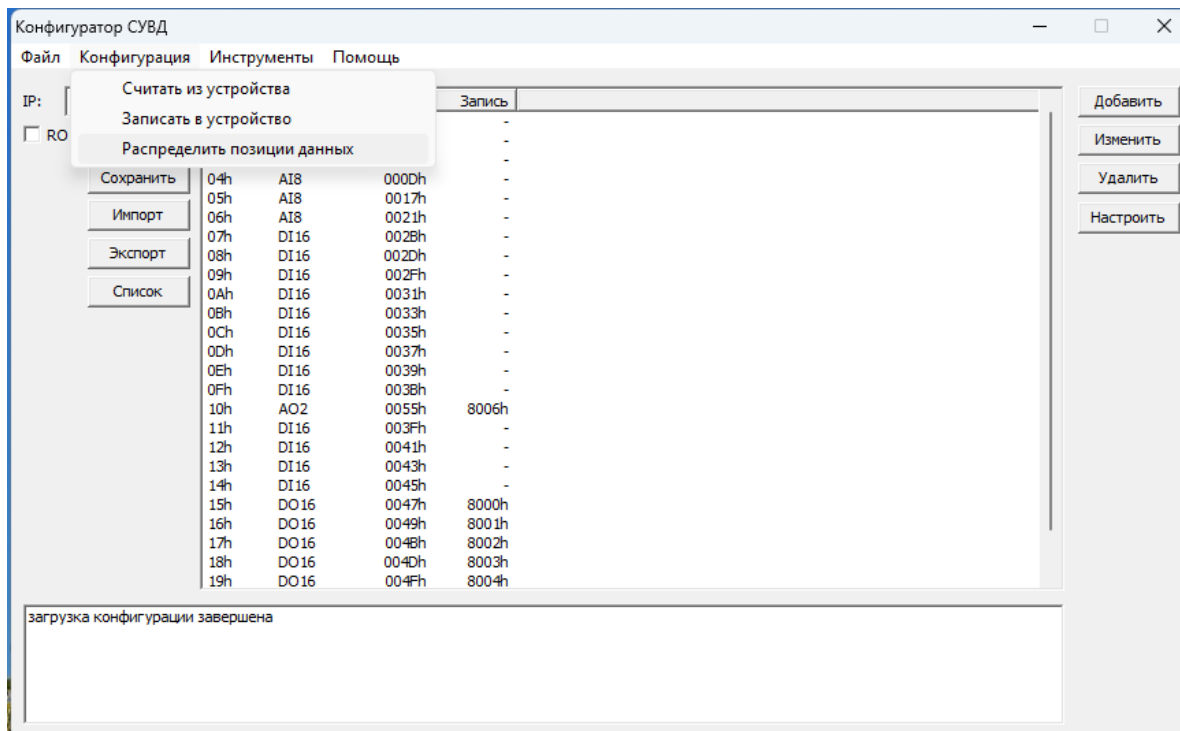 Конфигуратор СУВД
Файл Конфигурация Инструменты Помощь
Считать из устройства
Записать в устройство
Распределить позиции данных
IP:
RO
Сохранить
Импорт
Экспорт
Список
Запись
-
-
-
04h AI8 000Dh -
05h AI8 0017h -
06h AI8 0021h -
07h DI16 002Bh -
08h DI16 002Dh -
09h DI16 002Fh -
0Ah DI16 0031h -
0Bh DI16 0033h -
0Ch DI16 0035h -
0Dh DI16 0037h -
0Eh DI16 0039h -
0Fh DI16 003Bh -
10h AO2 0055h 8006h
11h DI16 003Fh -
12h DI16 0041h -
13h DI16 0043h -
14h DI16 0045h -
15h DO16 0047h 8000h
16h DO16 0049h 8001h
17h DO16 004Bh 8002h
18h DO16 004Dh 8003h
19h DO16 004Fh 8004h
Добавить
Изменить
Удалить
Настроить
загрузка конфигурации завершена